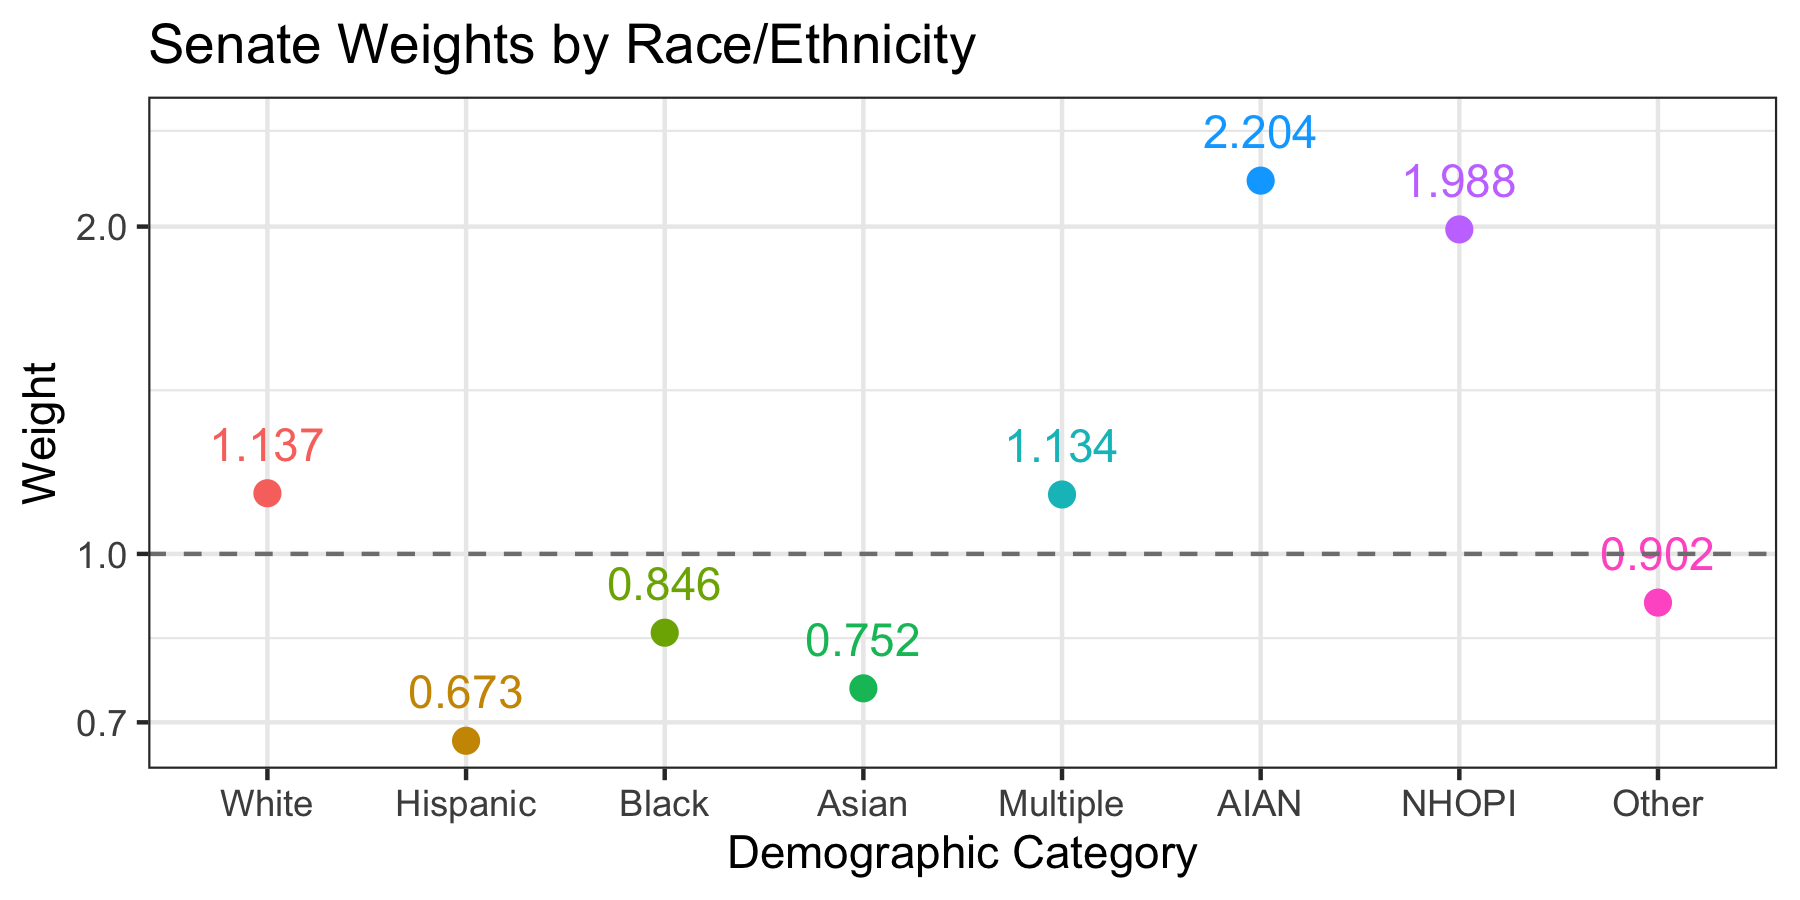 Senate Weights by Race/Ethnicity
2.204
1.988
2.0
1.137
1.134
Weight
1.0
0.902
0.846
0.752
0.673
0.7
White Hispanic Black Asian Multiple AIAN NHOPI Other
Demographic Category